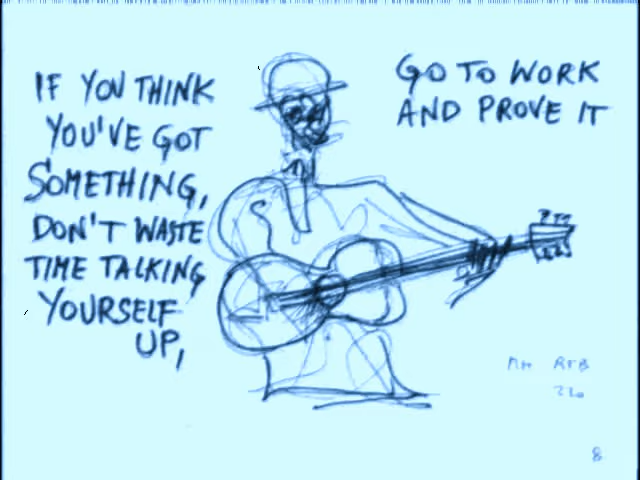 IF YOU THINK
YOU'VE GOT
SOMETHING,
DON'T WASTE
TIME TALKING
YOURSELF
UP,
GO TO WORK
AND PROVE IT
8